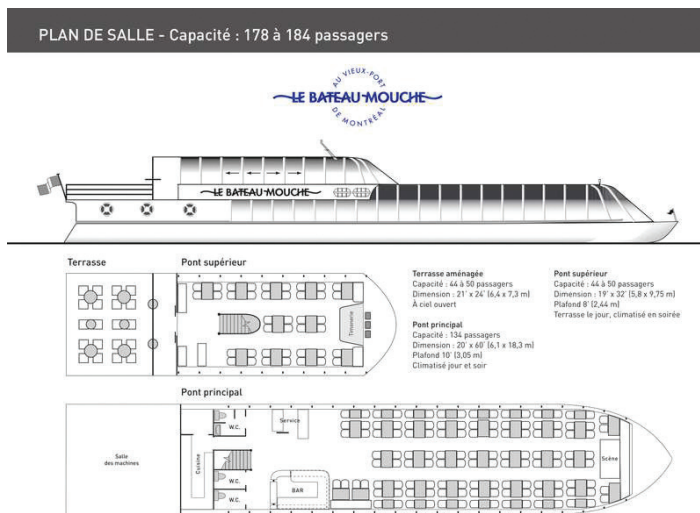 PLAN DE SALLE - Capacité : 178 à 184 passagers
AU VIEUX-PORT
LE BATEAU MOUCHE
DE MONTRÉAL
LE BATEAU MOUCHE
Terrasse
Pont supérieur
Timonerie
Terrasse aménagée
Capacité : 44 à 50 passagers
Dimension : 21' x 24' (6,4 x 7,3 m)
À ciel ouvert
Pont principal
Capacité : 134 passagers
Dimension : 20' x 60' (6,1 x 18,3 m)
Plafond 10' (3,05 m)
Climatisé jour et soir
Pont supérieur
Capacité : 44 à 50 passagers
Dimension : 19' x 32' (5,8 x 9,75 m)
Plafond 8' (2,44 m)
Terrasse le jour, climatisé en soirée
Pont principal
Salle
des machines
Cuisine
W.C.
W.C.
W.C.
Service
BAR
Scène